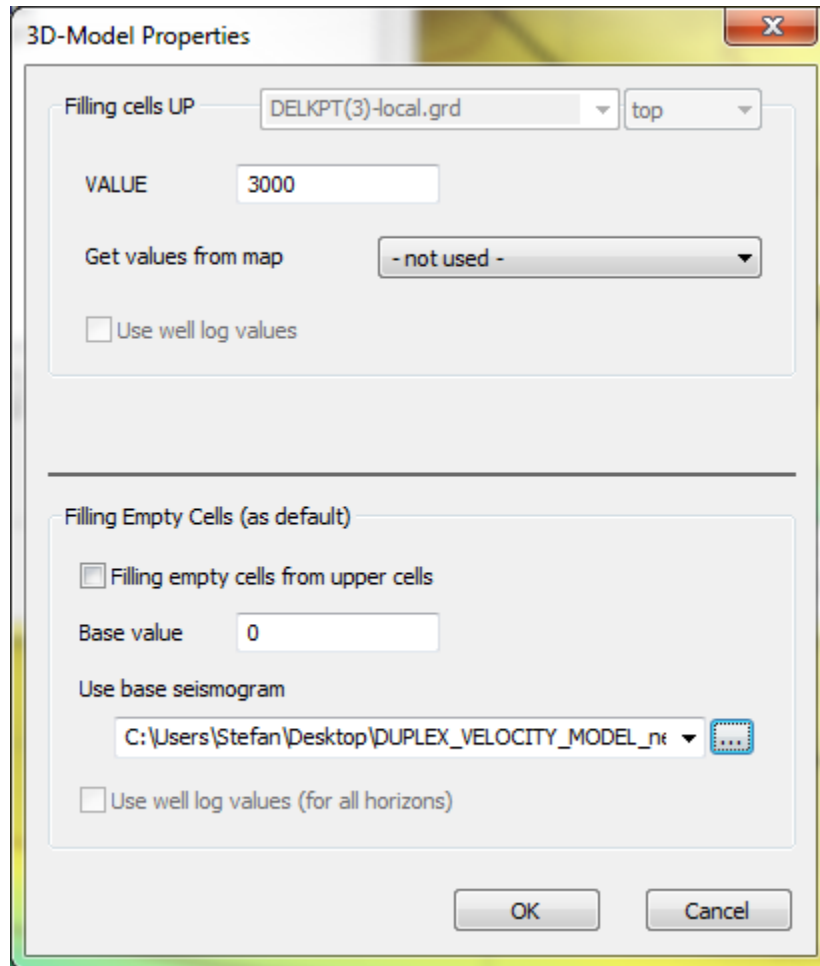 3D-Model Properties
Filling cells UP DELKPT(3)-local.grd top
VALUE 3000
Get values from map - not used -
Use well log values
Filling Empty Cells (as default)
Filling empty cells from upper cells
Base value 0
Use base seismogram
C:\Users\Stefan\Desktop\DUPLEX_VELOCITY_MODEL_ne ...
Use well log values (for all horizons)
OK Cancel